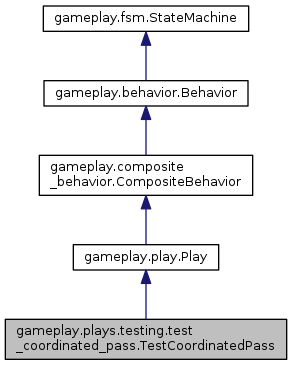 gameplay.fsm.StateMachine
gameplay.behavior.Behavior
gameplay.composite
_behavior.CompositeBehavior
gameplay.play.Play
gameplay.plays.testing.test
_coordinated_pass.TestCoordinatedPass